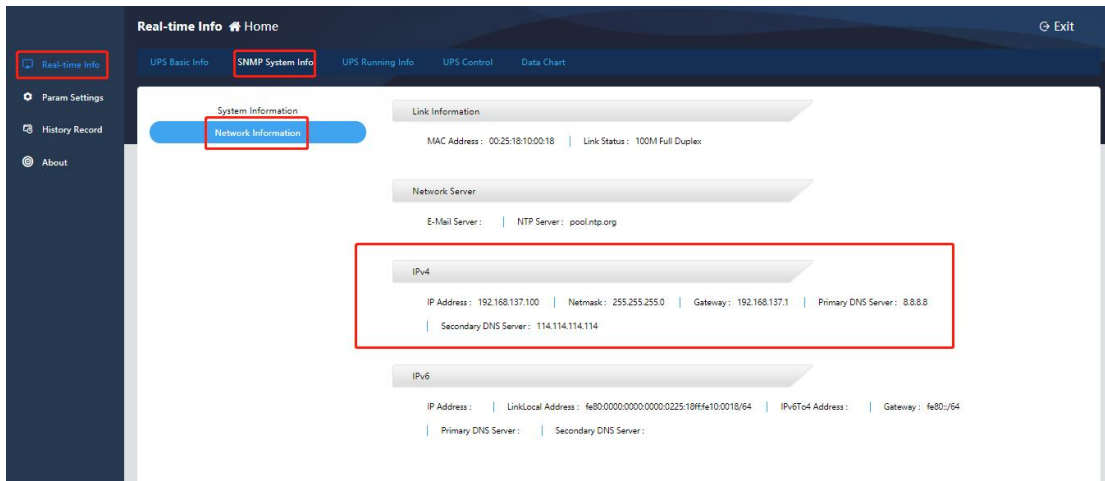 Real-time Info Home
Exit
Real-time Info
Param Settings
History Record
About
UPS Basic Info SNMP System Info UPS Running Info UPS Control Data Chart
System Information
Network Information
Link Information
MAC Address : 00:25:18:10:00:18 | Link Status : 100M Full Duplex
Network Server
E-Mail Server : | NTP Server : pool.ntp.org
IPv4
IP Address : 192.168.137.100 | Netmask : 255.255.255.0 | Gateway : 192.168.137.1 | Primary DNS Server : 8.8.8.8
| Secondary DNS Server : 114.114.114.114
IPv6
IP Address : | LinkLocal Address : fe80:0000:0000:0000:0225:18ff:fe10:0018/64 | IPv6To4 Address : | Gateway : fe80::/64
| Primary DNS Server : | Secondary DNS Server :